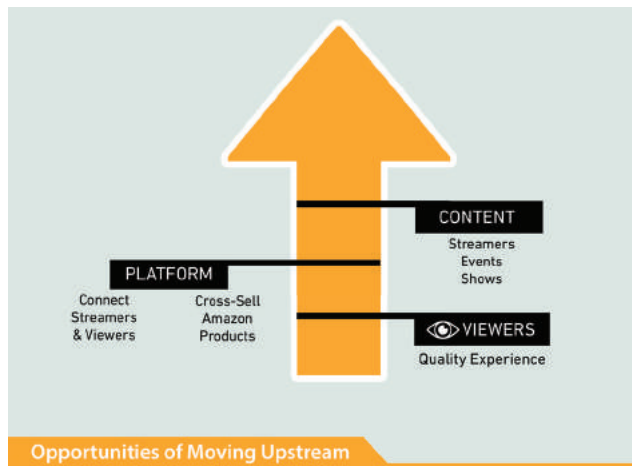 CONTENT
Streamers
Events
Shows
PLATFORM
Connect
Streamers
& Viewers
Cross-Sell
Amazon
Products
VIEWERS
Quality Experience
Opportunities of Moving Upstream